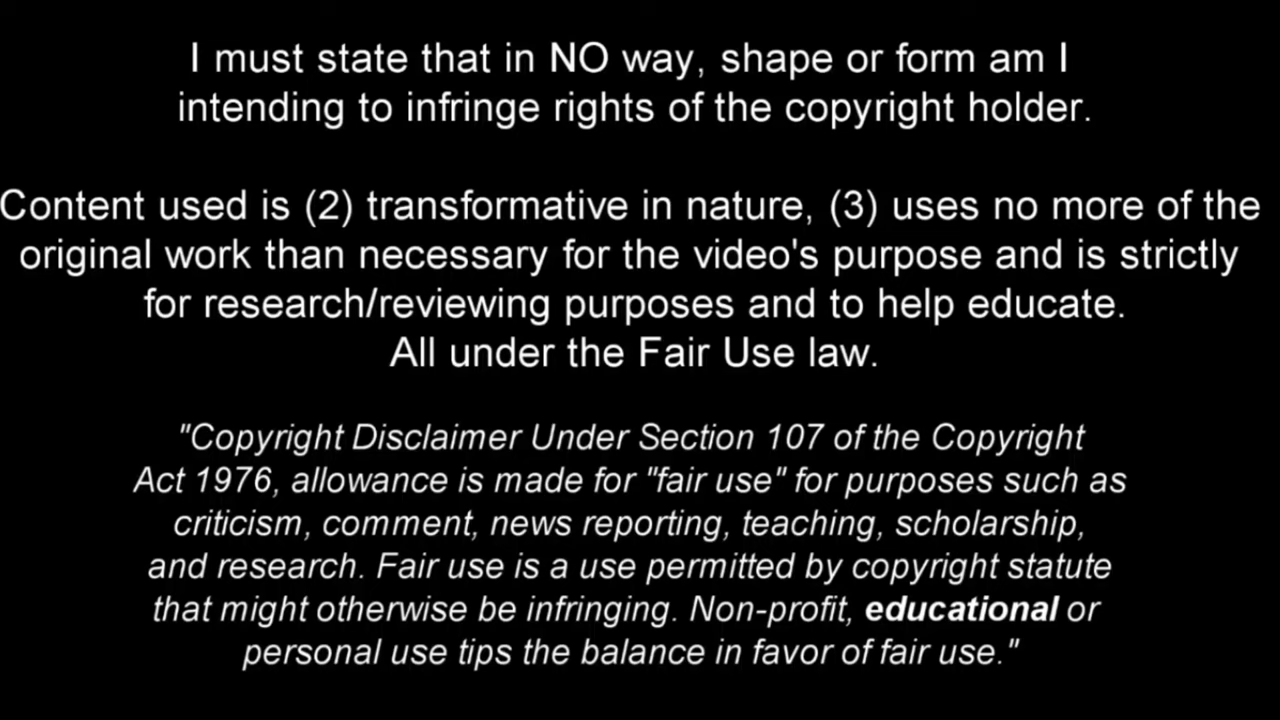 I must state that in NO way, shape or form am I
intending to infringe rights of the copyright holder.
Content used is (2) transformative in nature, (3) uses no more of the
original work than necessary for the video's purpose and is strictly
for research/reviewing purposes and to help educate.
All under the Fair Use law.
"Copyright Disclaimer Under Section 107 of the Copyright
Act 1976, allowance is made for "fair use" for purposes such as
criticism, comment, news reporting, teaching, scholarship,
and research. Fair use is a use permitted by copyright statute
that might otherwise be infringing. Non-profit, educational or
personal use tips the balance in favor of fair use."